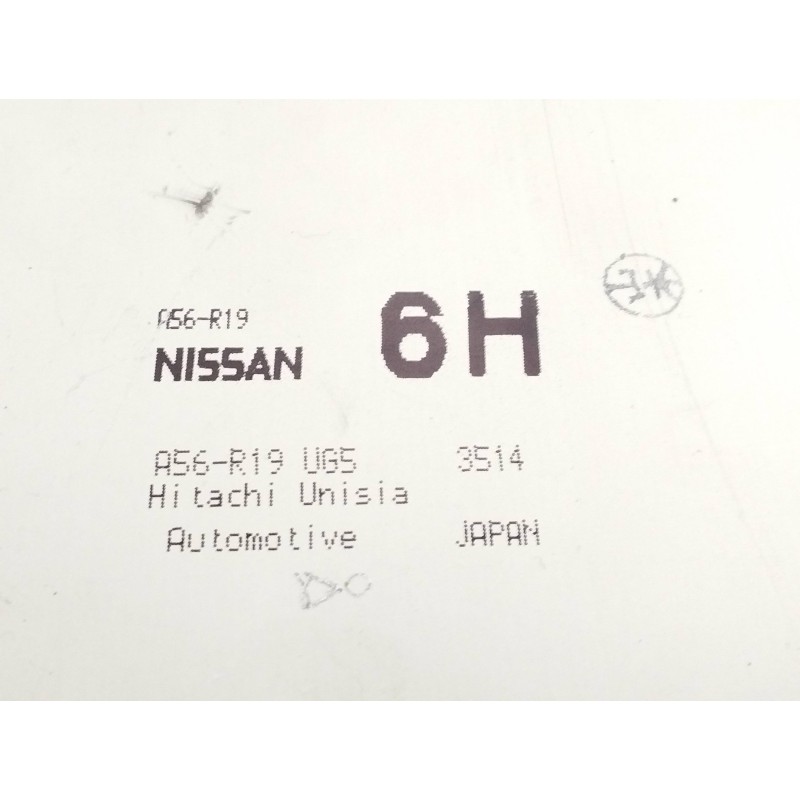 A56-R19
NISSAN 6H
A56-R19 UG5 3514
Hitachi Unisia
Automotive JAPAN